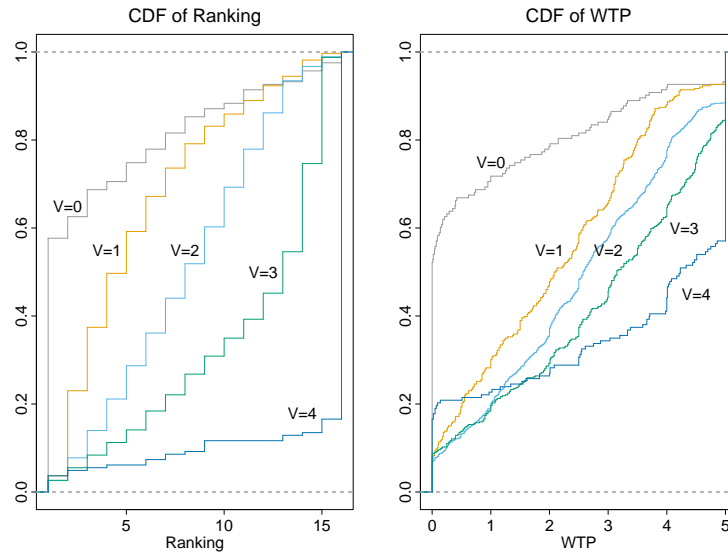 CDF of Ranking
CDF of WTP
1.0
0.8
0.6
0.4
0.2
0.0
V=0
V=1
V=2
V=3
V=4
5
10
15
Ranking
1.0
0.8
0.6
0.4
0.2
0.0
V=0
V=1
V=2
V=3
V=4
0
1
2
3
4
5
WTP